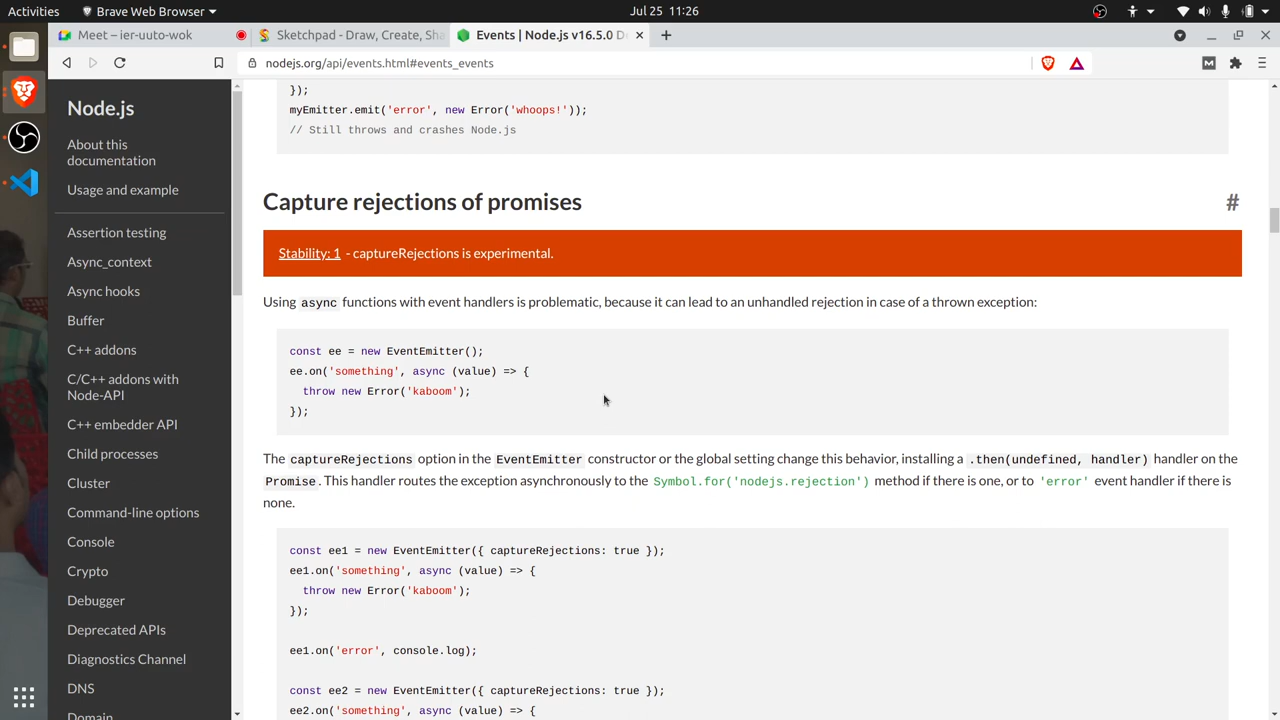 Activities
Brave Web Browser
Jul 25 11:26
Meet – ier-uuto-wok
Sketchpad - Draw, Create, Sha
Events | Node.js v16.5.0 D
nodejs.org/api/events.html#events_events
Node.js
About this
documentation
Usage and example
Assertion testing
Async_context
Async hooks
Buffer
C++ addons
C/C++ addons with
Node-API
C++ embedder API
Child processes
Cluster
Command-line options
Console
Crypto
Debugger
Deprecated APIs
Diagnostics Channel
DNS
Domain
});
myEmitter.emit('error', new Error('whoops!'));
// Still throws and crashes Node.js
Capture rejections of promises
#
Stability: 1 - captureRejections is experimental.
Using async functions with event handlers is problematic, because it can lead to an unhandled rejection in case of a thrown exception:
const ee = new EventEmitter();
ee.on('something', async (value) => {
throw new Error('kaboom');
});
The captureRejections option in the EventEmitter constructor or the global setting change this behavior, installing a .then(undefined, handler) handler on the
Promise. This handler routes the exception asynchronously to the Symbol.for('nodejs.rejection') method if there is one, or to 'error' event handler if there is
none.
const ee1 = new EventEmitter({ captureRejections: true });
ee1.on('something', async (value) => {
throw new Error('kaboom');
});
ee1.on('error', console.log);
const ee2 = new EventEmitter({ captureRejections: true });
ee2.on('something', async (value) => {